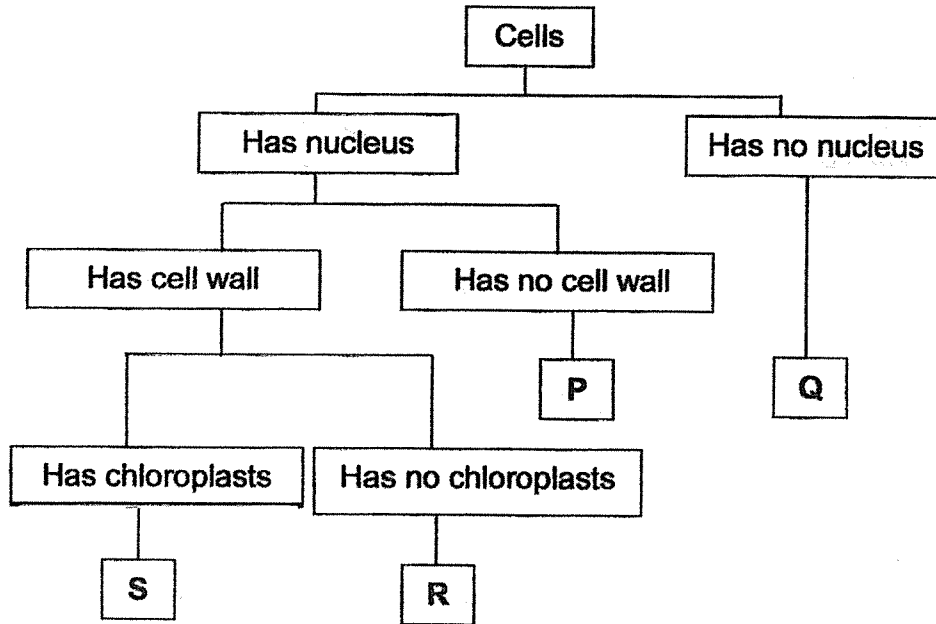 Cells
Has nucleus
Has no nucleus
Has cell wall
Has no cell wall
P
Q
Has chloroplasts
Has no chloroplasts
S
R